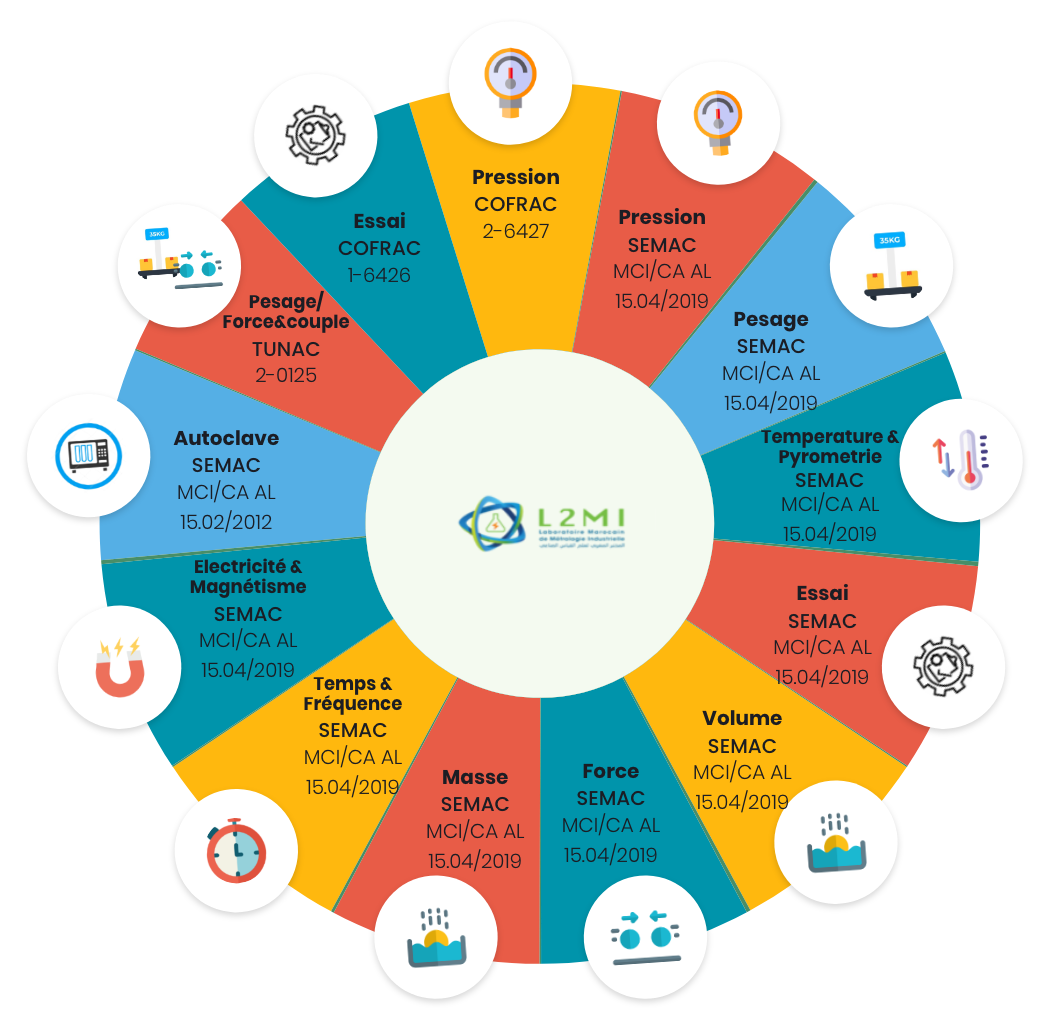 Pression
COFRAC
2-6427
Pression
SEMAC
MCI/CA AL
15.04/2019
35KG
Pesage
SEMAC
MCI/CA AL
15.04/2019
Temperature &
Pyrometrie
SEMAC
MCI/CA AL
15.04/2019
Essai
SEMAC
MCI/CA AL
15.04/2019
Volume
SEMAC
MCI/CA AL
15.04/2019
Force
SEMAC
MCI/CA AL
15.04/2019
Masse
SEMAC
MCI/CA AL
15.04/2019
Temps &
Fréquence
SEMAC
MCI/CA AL
15.04/2019
Electricité &
Magnétisme
SEMAC
MCI/CA AL
15.04/2019
Autoclave
SEMAC
MCI/CA AL
15.02/2012
35KG
Pesage/
Force&couple
TUNAC
2-0125
Essai
COFRAC
1-6426
L2MI
Laboratoire Marocain
de Métrologie Industrielle